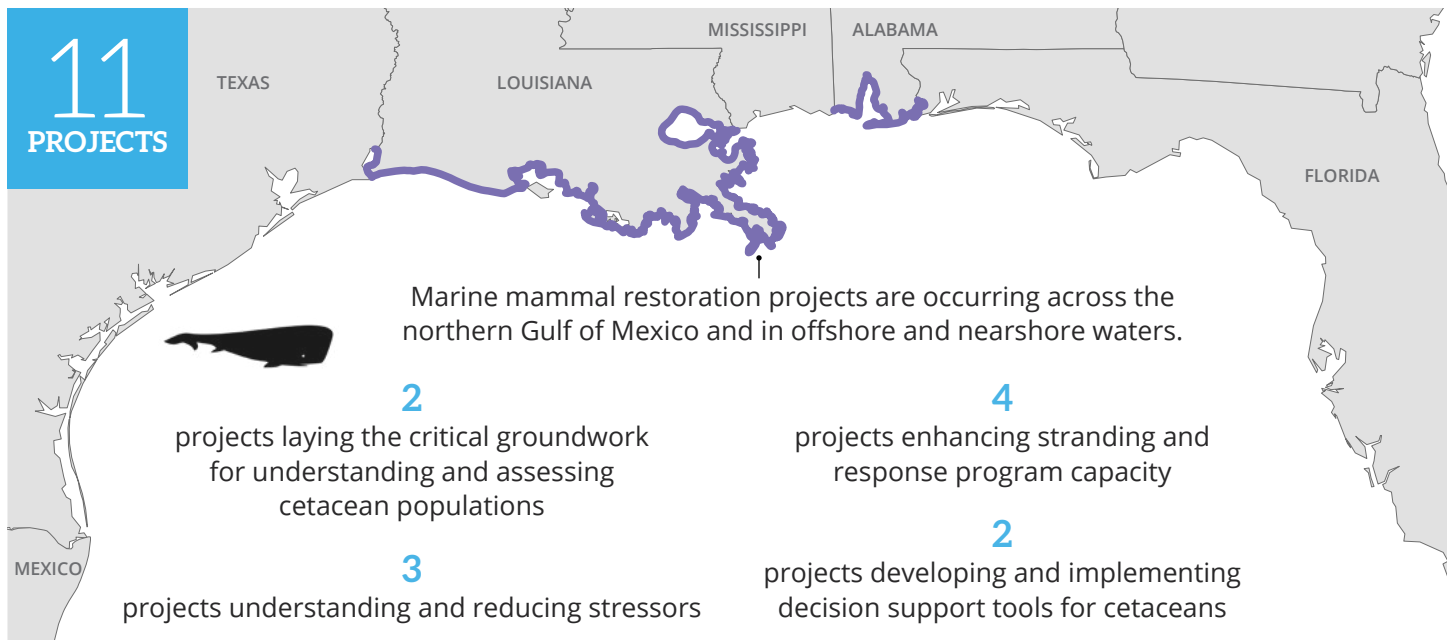 11
PROJECTS
TEXAS
LOUISIANA
MISSISSIPPI
ALABAMA
FLORIDA
MEXICO
Marine mammal restoration projects are occurring across the
northern Gulf of Mexico and in offshore and nearshore waters.
2
projects laying the critical groundwork
for understanding and assessing
cetacean populations
3
projects understanding and reducing stressors
4
projects enhancing stranding and
response program capacity
2
projects developing and implementing
decision support tools for cetaceans